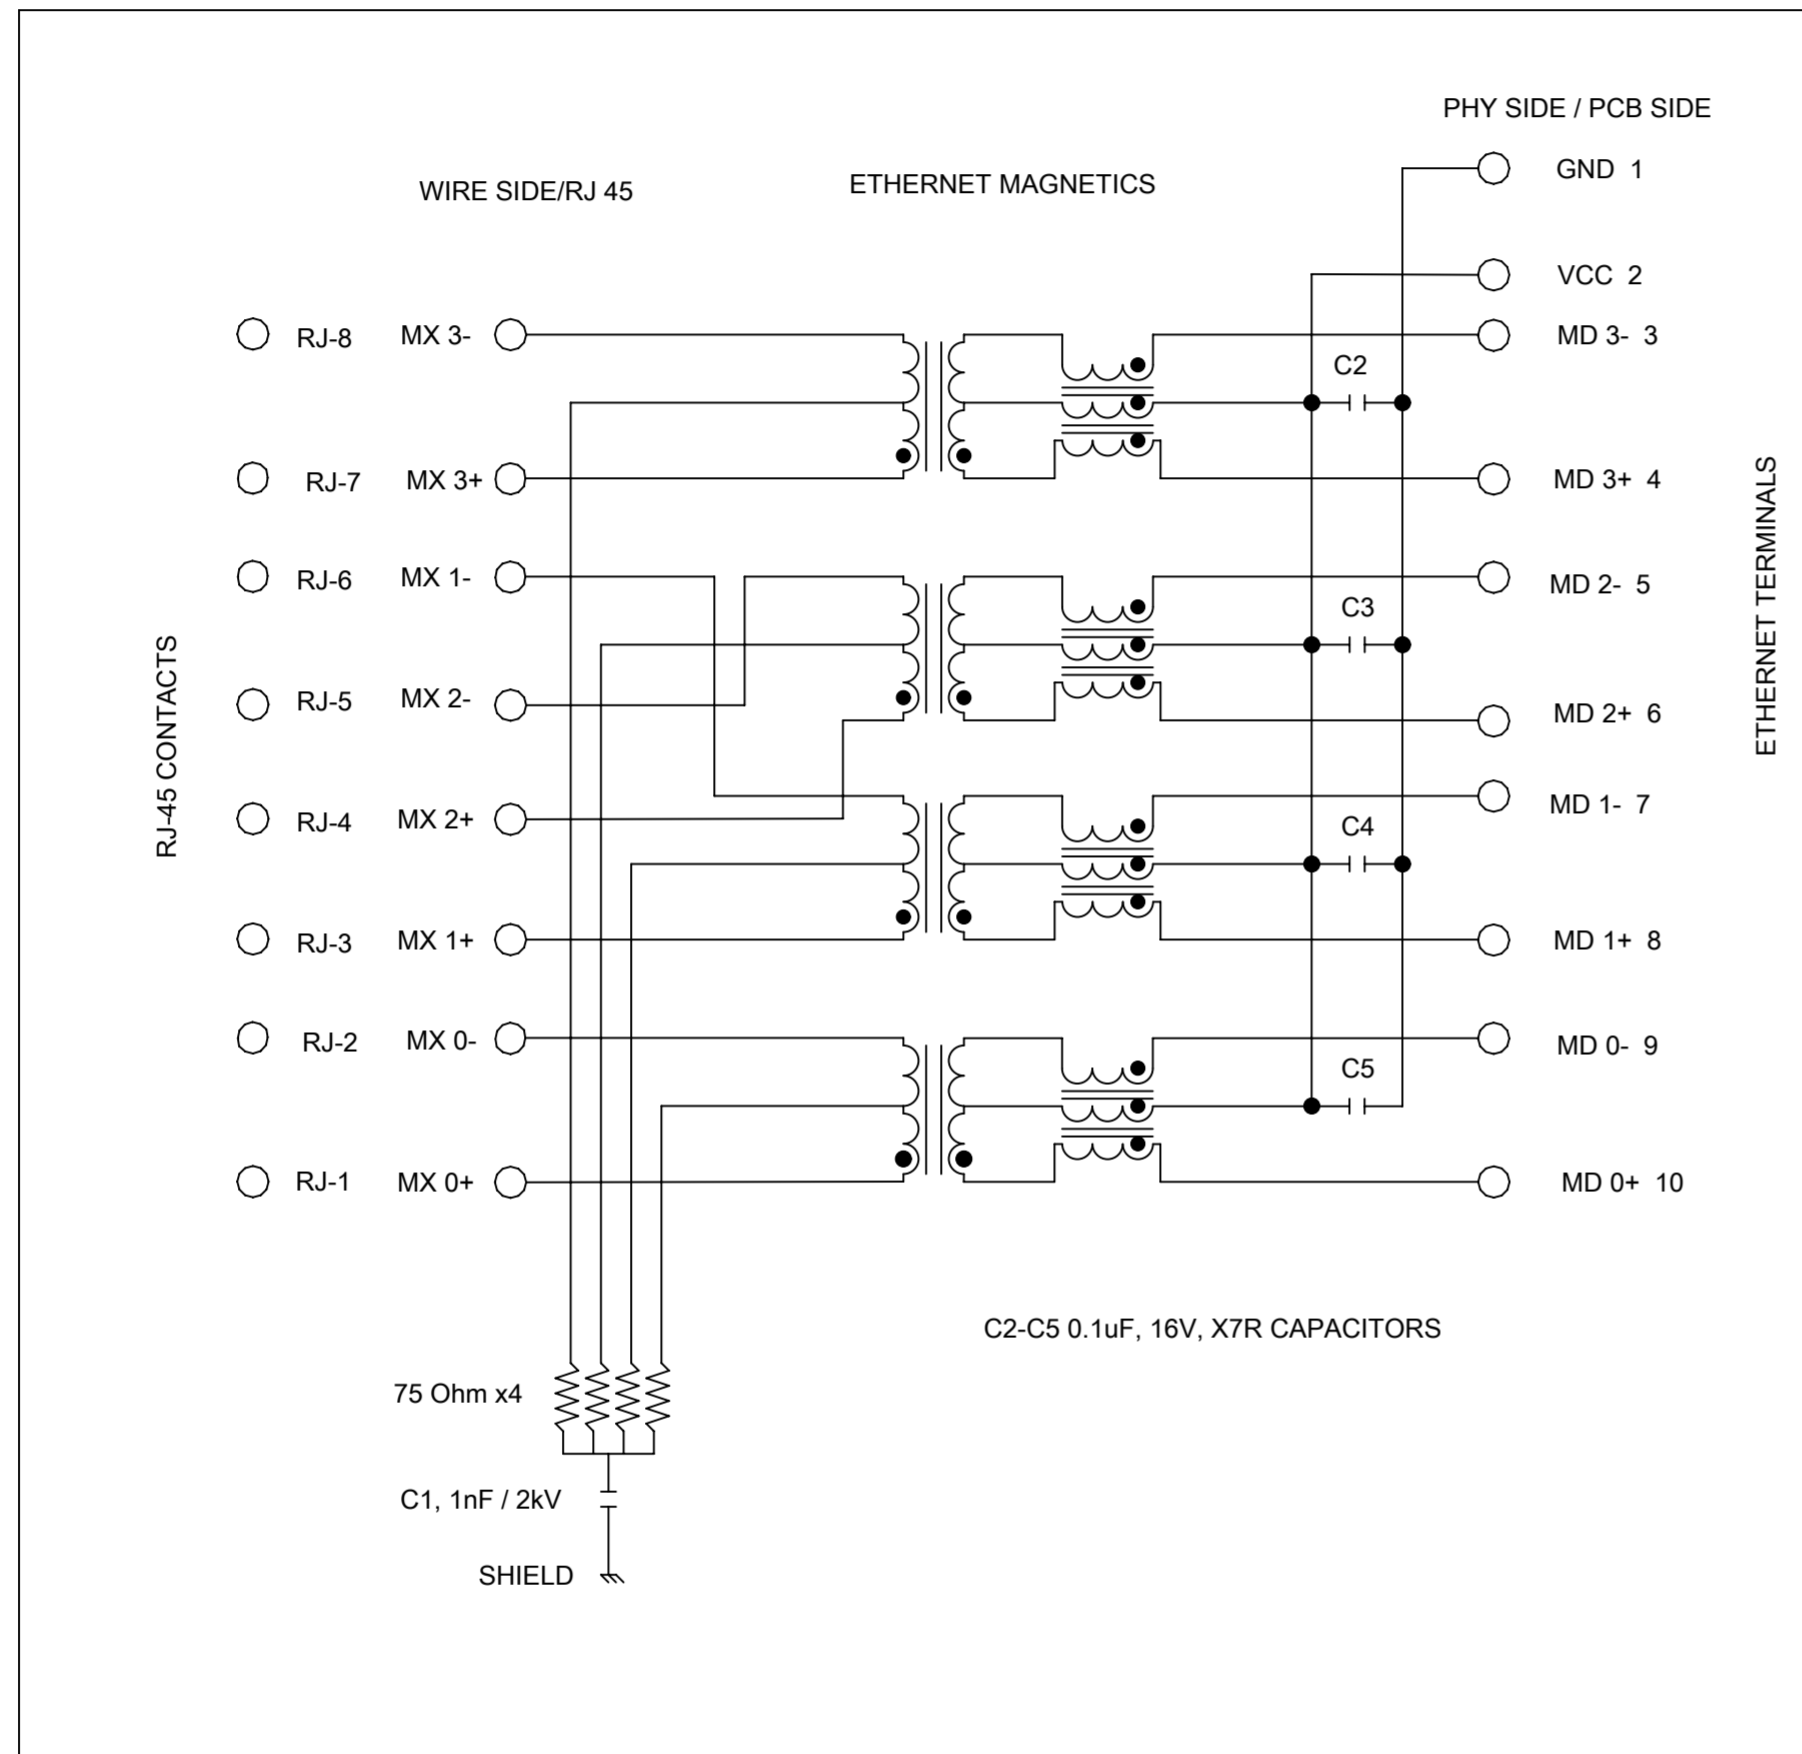 PHY SIDE / PCB SIDE
GND 1
WIRE SIDE/RJ 45
ETHERNET MAGNETICS
VCC 2
RJ-8 MX 3- MD 3- 3
C2
RJ-7 MX 3+ MD 3+ 4
RJ-6 MX 1- MD 2- 5
C3
RJ-5 MX 2- MD 2+ 6
RJ-4 MX 2+ MD 1- 7
C4
RJ-3 MX 1+ MD 1+ 8
RJ-2 MX 0- MD 0- 9
C5
RJ-1 MX 0+ MD 0+ 10
RJ-45 CONTACTS
ETHERNET TERMINALS
C2-C5 0.1uF, 16V, X7R CAPACITORS
75 Ohm x4
C1, 1nF / 2kV
SHIELD